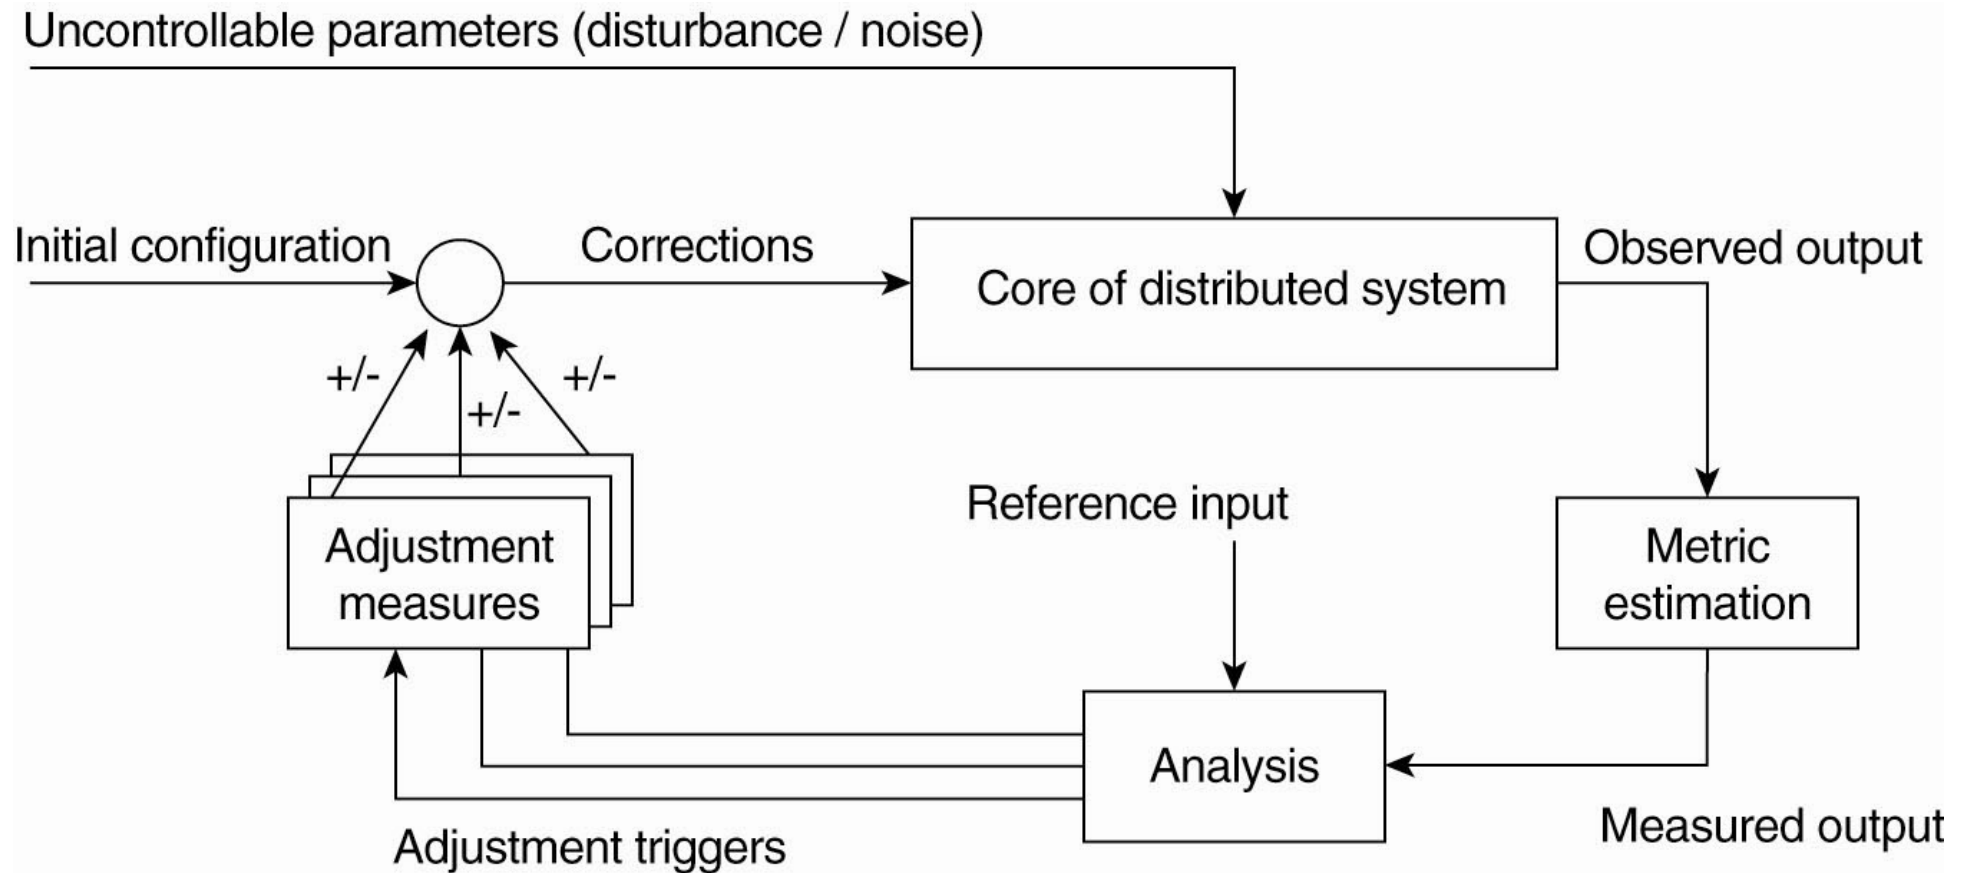 Uncontrollable parameters (disturbance / noise)
Initial configuration
Corrections
Core of distributed system
Observed output
+/-
+/-
+/-
Reference input
Adjustment
measures
Metric
estimation
Analysis
Adjustment triggers
Measured output